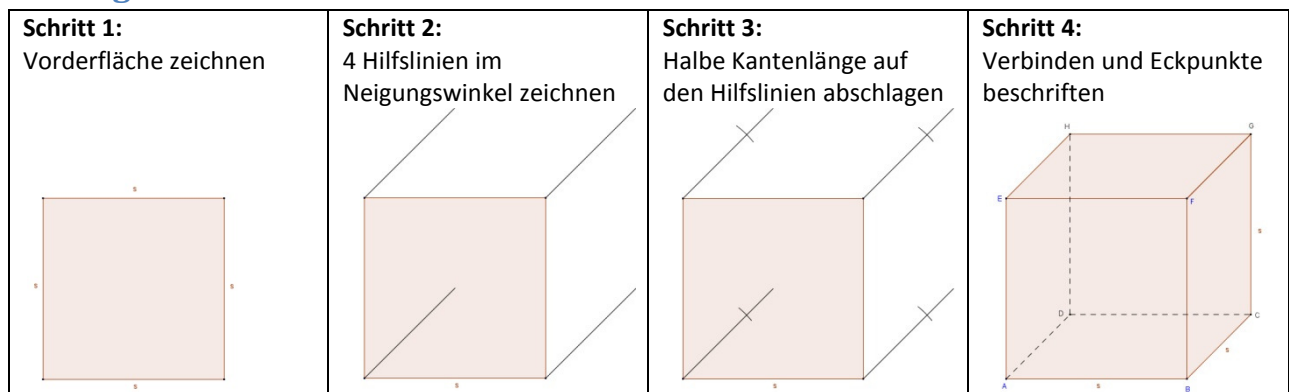 Schritt 1:
Vorderfläche zeichnen
s
s
s
s
Schritt 2:
4 Hilfslinien im
Neigungswinkel zeichnen
s
Schritt 3:
Halbe Kantenlänge auf
den Hilfslinien abschlagen
s
Schritt 4:
Verbinden und Eckpunkte
beschriften
H
G
E
F
s
D
C
s
A
s
B